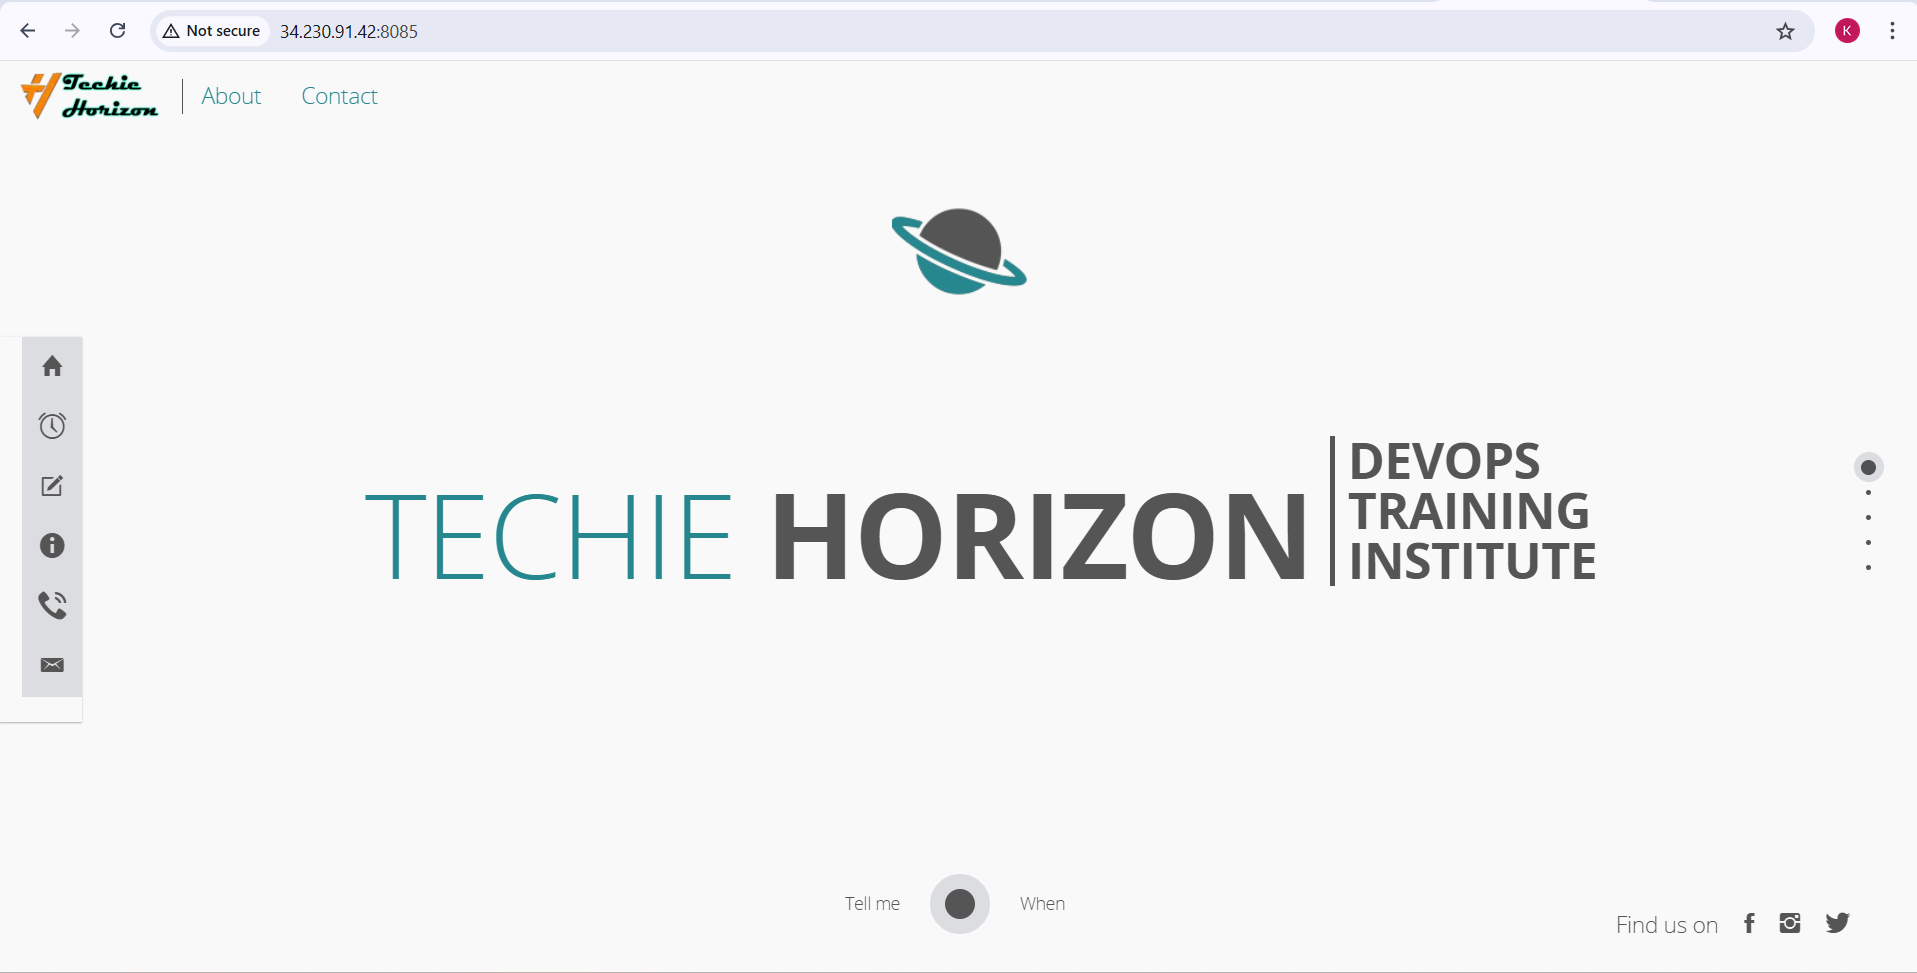 Not secure 34.230.91.42:8085
K
Techie
Horizon
About Contact
TECHIE HORIZON
DEVOPS
TRAINING
INSTITUTE
Tell me When
Find us on